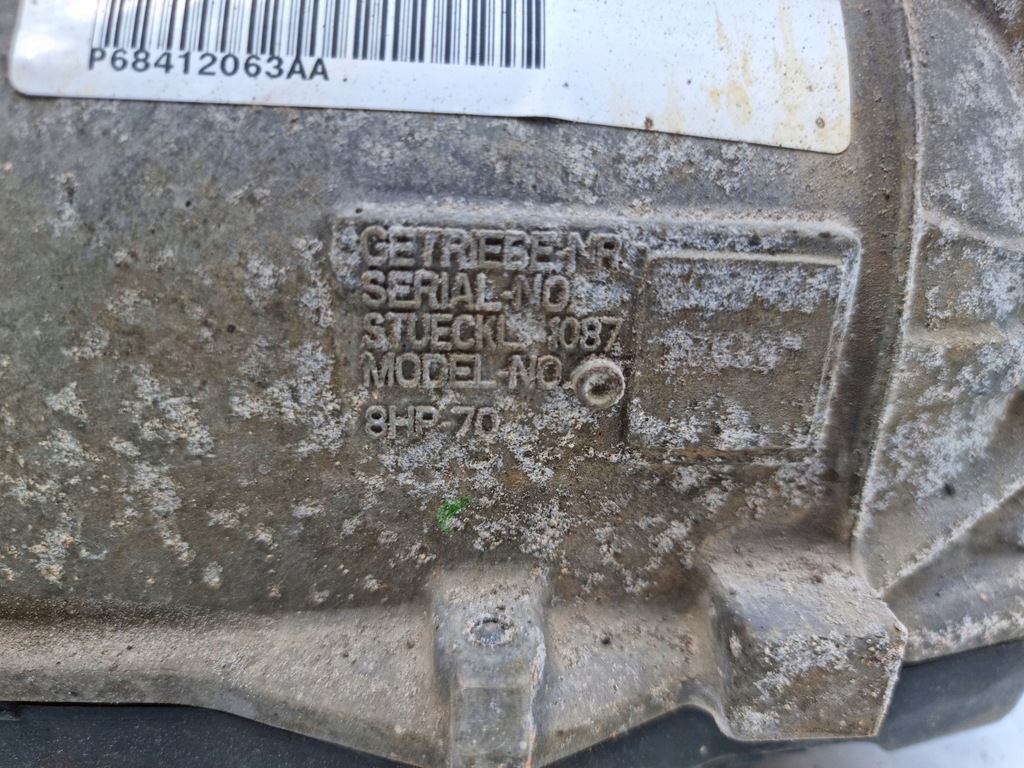 P68412063AA
GETRIEBE-NR.
SERIAL-NO.
STUECKL. 1087
MODEL-NO.
8HP-70